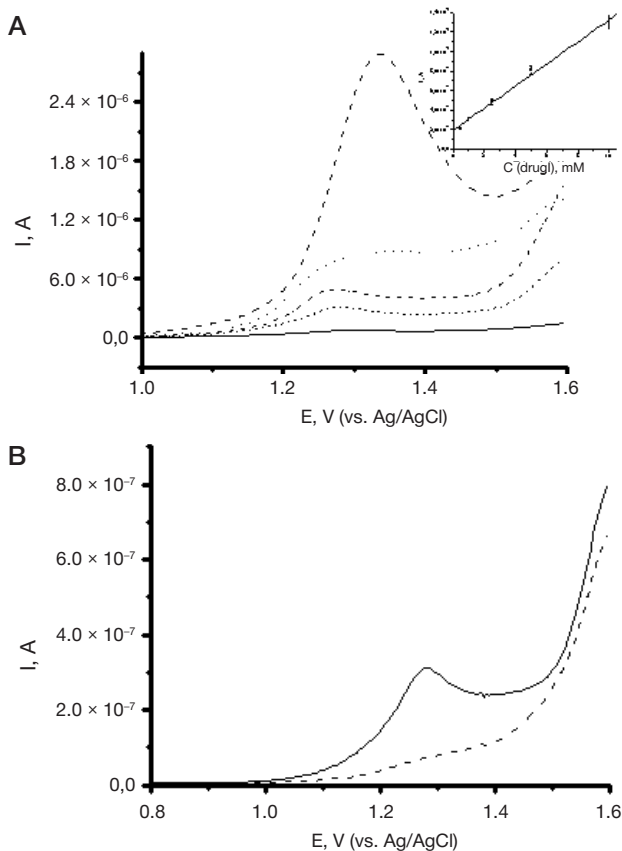 A
I, A
2.4 × 10⁻⁶
1.8 × 10⁻⁶
1.2 × 10⁻⁶
6.0 × 10⁻⁶
0,0
1.0 1.2 1.4 1.6
E, V (vs. Ag/AgCl)
C (drugI), mM
B
I, A
8.0 × 10⁻⁷
6.0 × 10⁻⁷
4.0 × 10⁻⁷
2.0 × 10⁻⁷
0,0
0.8 1.0 1.2 1.4 1.6
E, V (vs. Ag/AgCl)